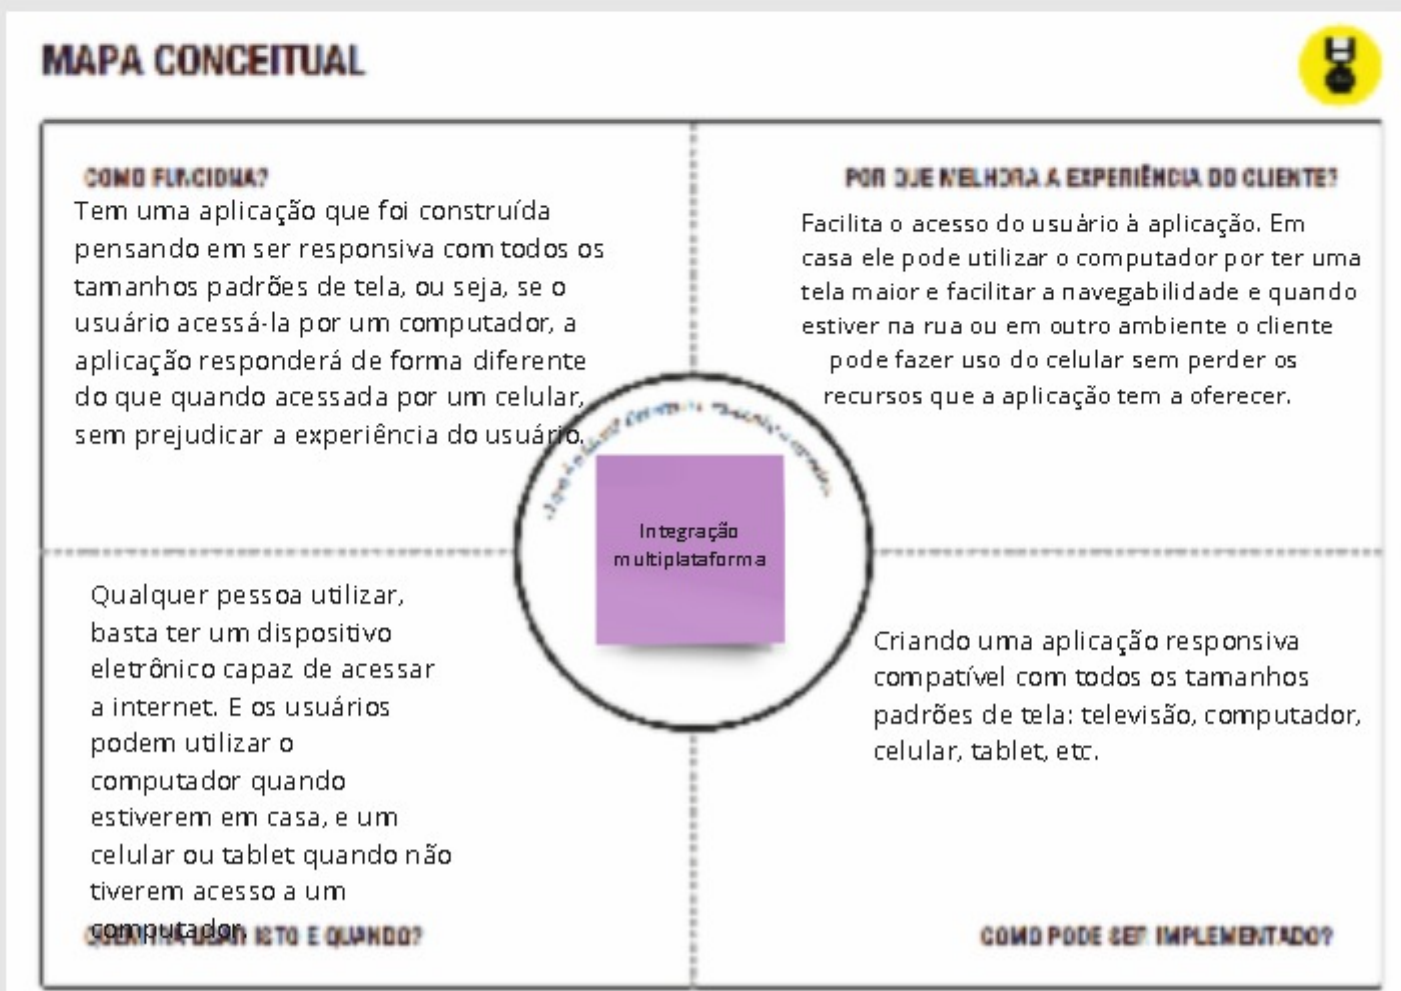 MAPA CONCEITUAL
COMO FUNCIONA?
Tem uma aplicação que foi construída
pensando em ser responsiva com todos os
tamanhos padrões de tela, ou seja, se o
usuário acessá-la por um computador, a
aplicação responderá de forma diferente
do que quando acessada por um celular,
sem prejudicar a experiência do usuário.
POR QUE MELHORA A EXPERIÊNCIA DO CLIENTE?
Facilita o acesso do usuário à aplicação. Em
casa ele pode utilizar o computador por ter uma
tela maior e facilitar a navegabilidade e quando
estiver na rua ou em outro ambiente o cliente
pode fazer uso do celular sem perder os
recursos que a aplicação tem a oferecer.
Integração
multiplataforma
Qualquer pessoa utilizar,
basta ter um dispositivo
eletrônico capaz de acessar
a internet. E os usuários
podem utilizar o
computador quando
estiverem em casa, e um
celular ou tablet quando não
tiverem acesso a um
computador.
QUEM IRÁ USAR ISTO E QUANDO?
Criando uma aplicação responsiva
compatível com todos os tamanhos
padrões de tela: televisão, computador,
celular, tablet, etc.
COMO PODE SER IMPLEMENTADO?